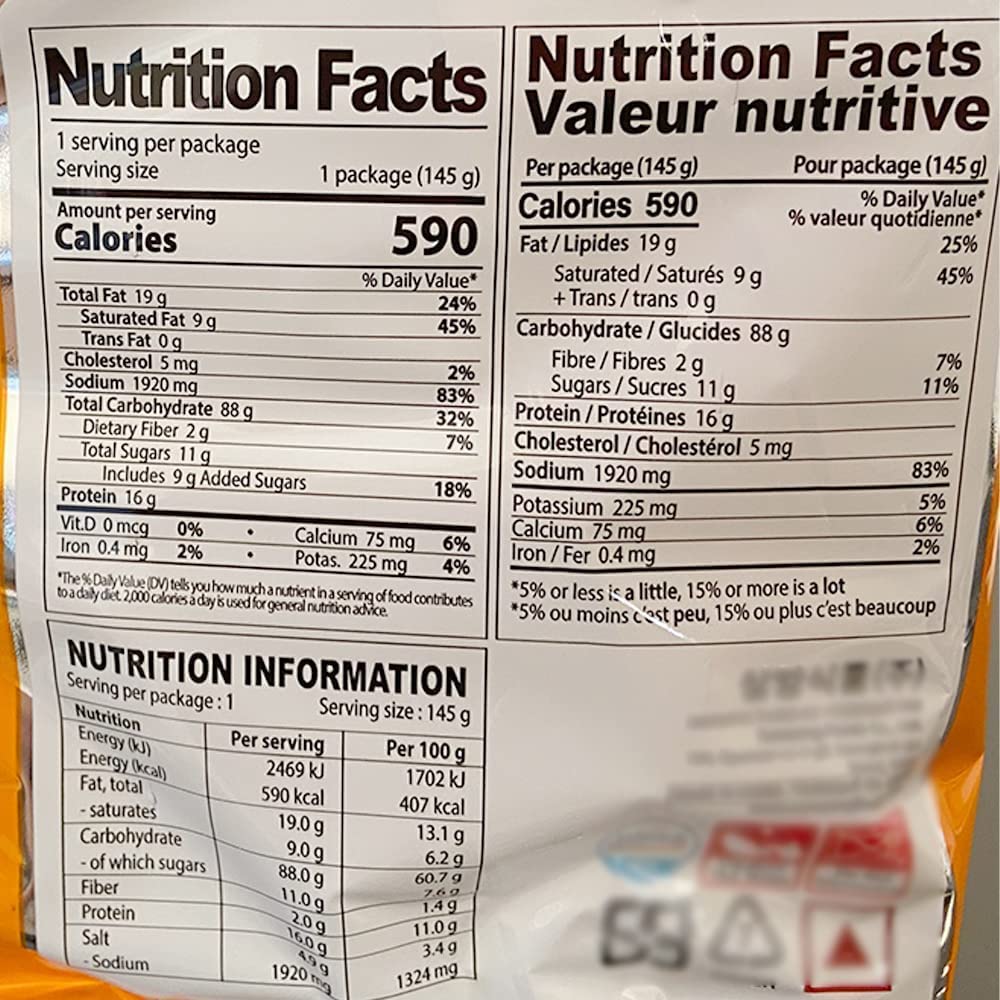 Nutrition Facts
1 serving per package
Serving size 1 package (145 g)
Amount per serving
Calories 590
% Daily Value*
Total Fat 19 g 24%
Saturated Fat 9 g 45%
Trans Fat 0 g
Cholesterol 5 mg 2%
Sodium 1920 mg 83%
Total Carbohydrate 88 g 32%
Dietary Fiber 2 g 7%
Total Sugars 11 g
Includes 9 g Added Sugars 18%
Protein 16 g
Vit.D 0 mcg 0% • Calcium 75 mg 6%
Iron 0.4 mg 2% • Potas. 225 mg 4%
*The % Daily Value (DV) tells you how much a nutrient in a serving of food contributes
to a daily diet. 2,000 calories a day is used for general nutrition advice.
Nutrition Facts
Valeur nutritive
Per package (145 g) Pour package (145 g)
Calories 590 % Daily Value*
% valeur quotidienne*
Fat / Lipides 19 g 25%
Saturated / Saturés 9 g 45%
+ Trans / trans 0 g
Carbohydrate / Glucides 88 g
Fibre / Fibres 2 g 7%
Sugars / Sucres 11 g 11%
Protein / Protéines 16 g
Cholesterol / Cholestérol 5 mg
Sodium 1920 mg 83%
Potassium 225 mg 5%
Calcium 75 mg 6%
Iron / Fer 0.4 mg 2%
*5% or less is a little, 15% or more is a lot
*5% ou moins c'est peu, 15% ou plus c'est beaucoup
NUTRITION INFORMATION
Serving per package : 1 Serving size : 145 g
Nutrition Per serving Per 100 g
Energy (kJ) 2469 kJ 1702 kJ
Energy (kcal) 590 kcal 407 kcal
Fat, total 19.0 g 13.1 g
- saturates 9.0 g 6.2 g
Carbohydrate 88.0 g 60.7 g
- of which sugars 11.0 g 7.6 g
Fiber 2.0 g 1.4 g
Protein 16.0 g 11.0 g
Salt 4.9 g 3.4 g
- Sodium 1920 mg 1324 mg